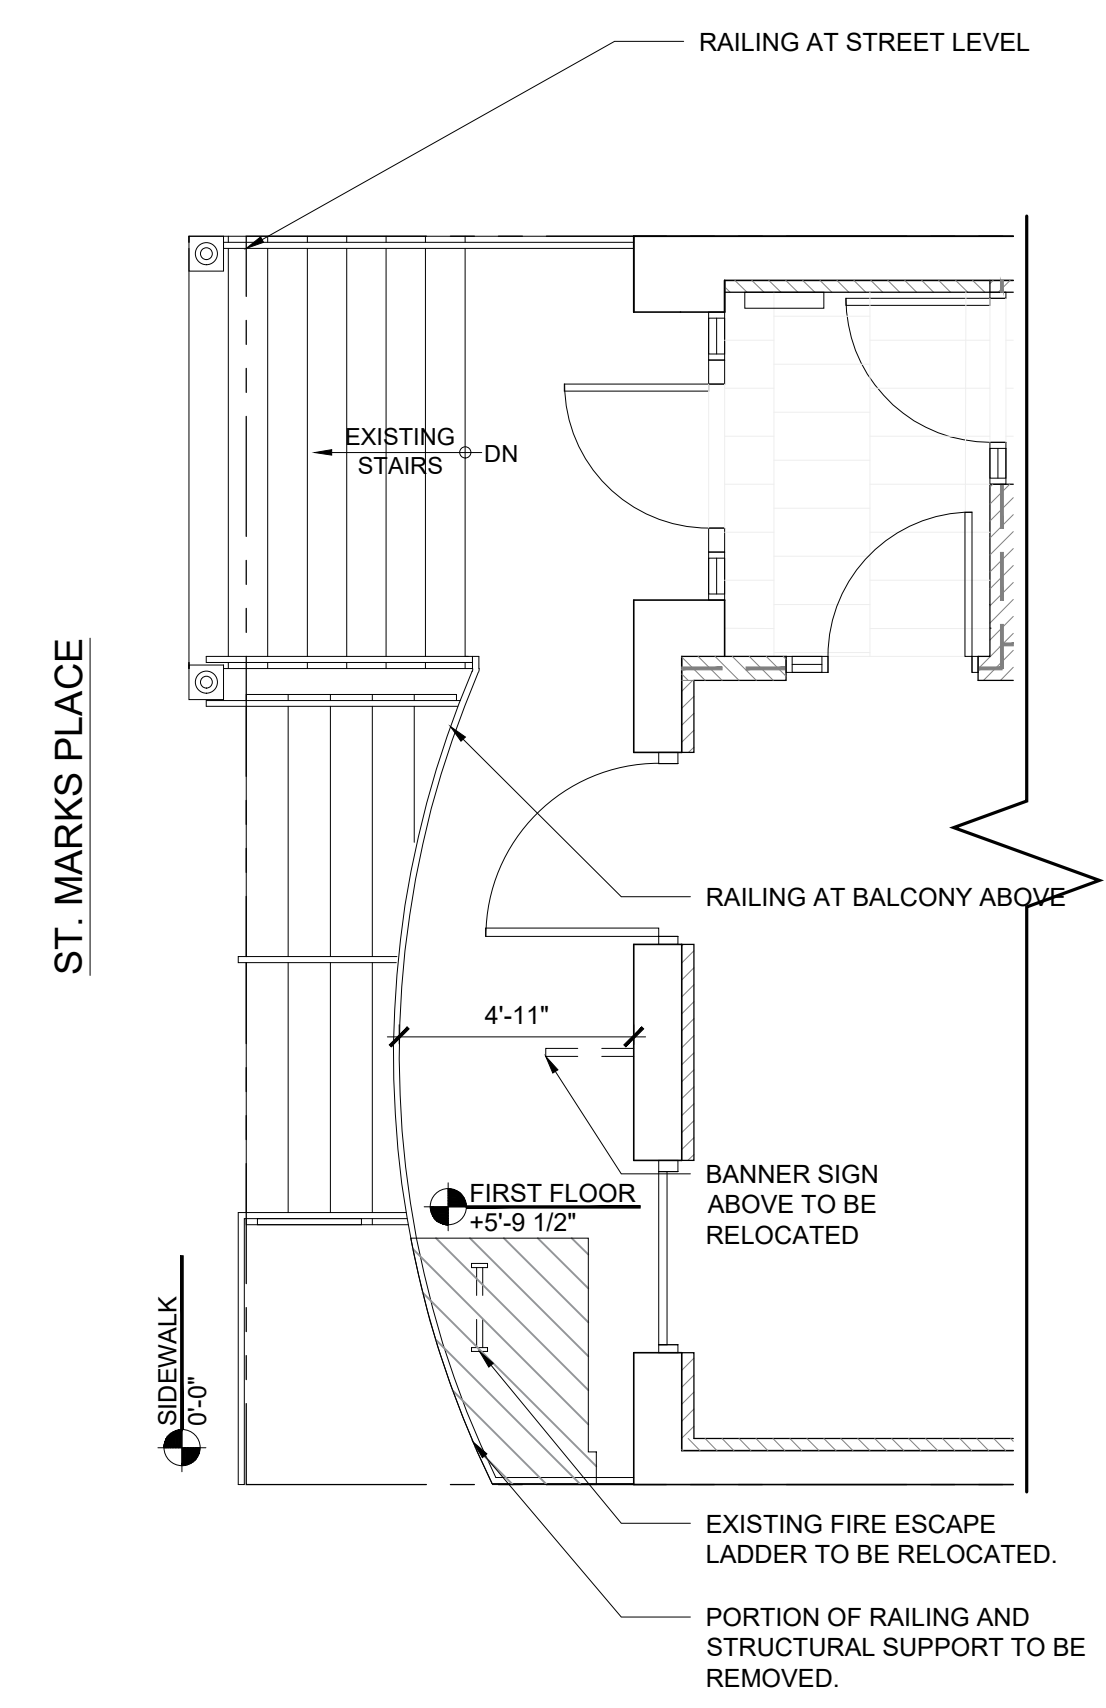 RAILING AT STREET LEVEL
EXISTING
STAIRS
DN
ST. MARKS PLACE
RAILING AT BALCONY ABOVE
4'-11"
BANNER SIGN
ABOVE TO BE
RELOCATED
FIRST FLOOR
+5'-9 1/2"
SIDEWALK
0'-0"
EXISTING FIRE ESCAPE
LADDER TO BE RELOCATED.
PORTION OF RAILING AND
STRUCTURAL SUPPORT TO BE
REMOVED.